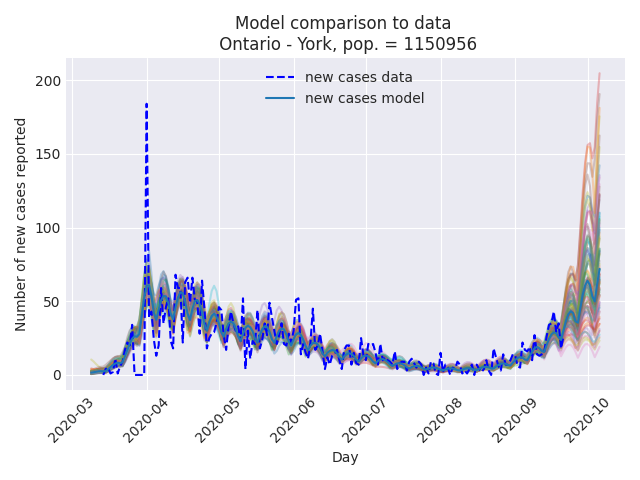 Model comparison to data
Ontario - York, pop. = 1150956
new cases data
new cases model
Number of new cases reported
200
150
100
50
0
2020-03
2020-04
2020-05
2020-06
2020-07
2020-08
2020-09
2020-10
Day